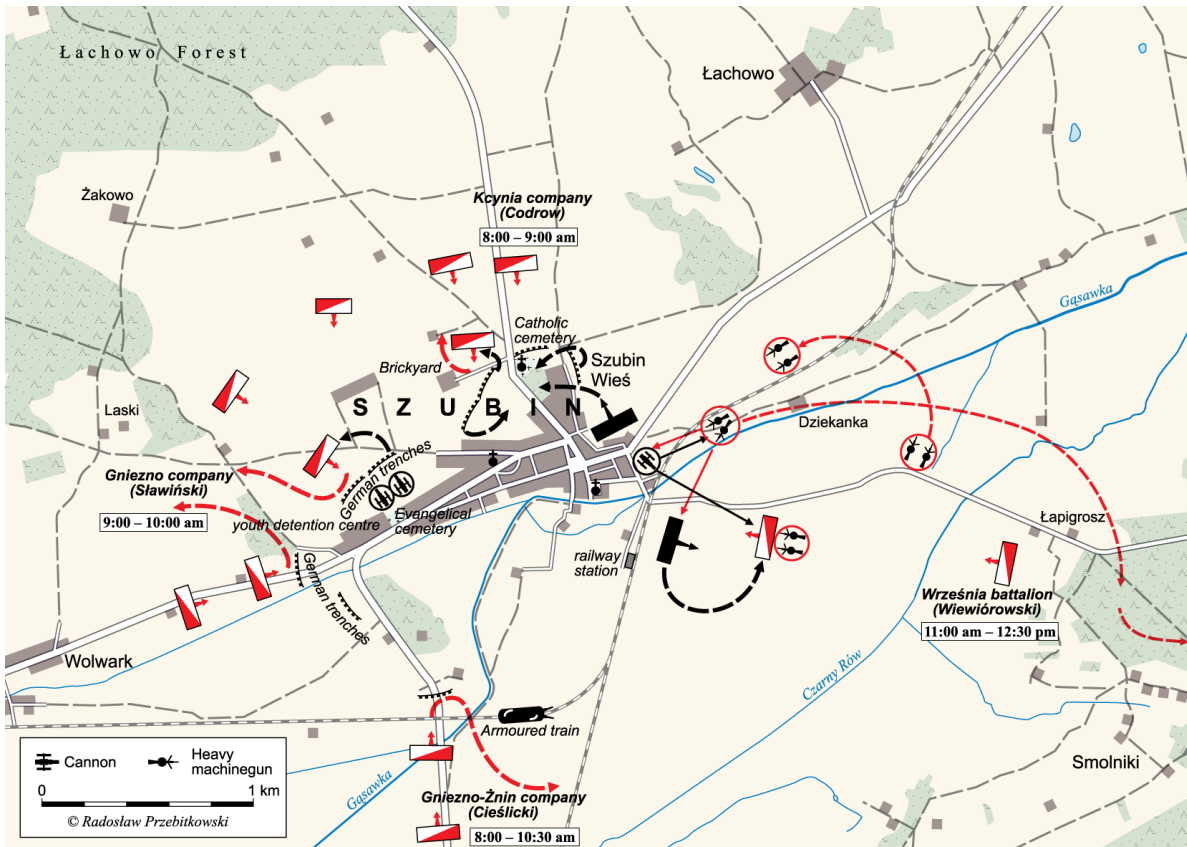 Łachowo Forest
Łachowo
Żakowo
Kcynia company
(Codrow)
8:00 – 9:00 am
Gąsawka
Catholic
cemetery
Brickyard
Szubin
Wieś
SZUBIN
Laski
Dziekanka
German trenches
Gniezno company
(Sławiński)
9:00 – 10:00 am
youth detention centre
Evangelical
cemetery
Łapigrosz
railway
station
German trenches
Września battalion
(Wiewiórowski)
11:00 am – 12:30 pm
Wolwark
Czarny Rów
Armoured train
Smolniki
Gąsawka
Gniezno-Żnin company
(Cieślicki)
8:00 – 10:30 am
Cannon
Heavy
machinegun
0
1 km
© Radosław Przebitkowski